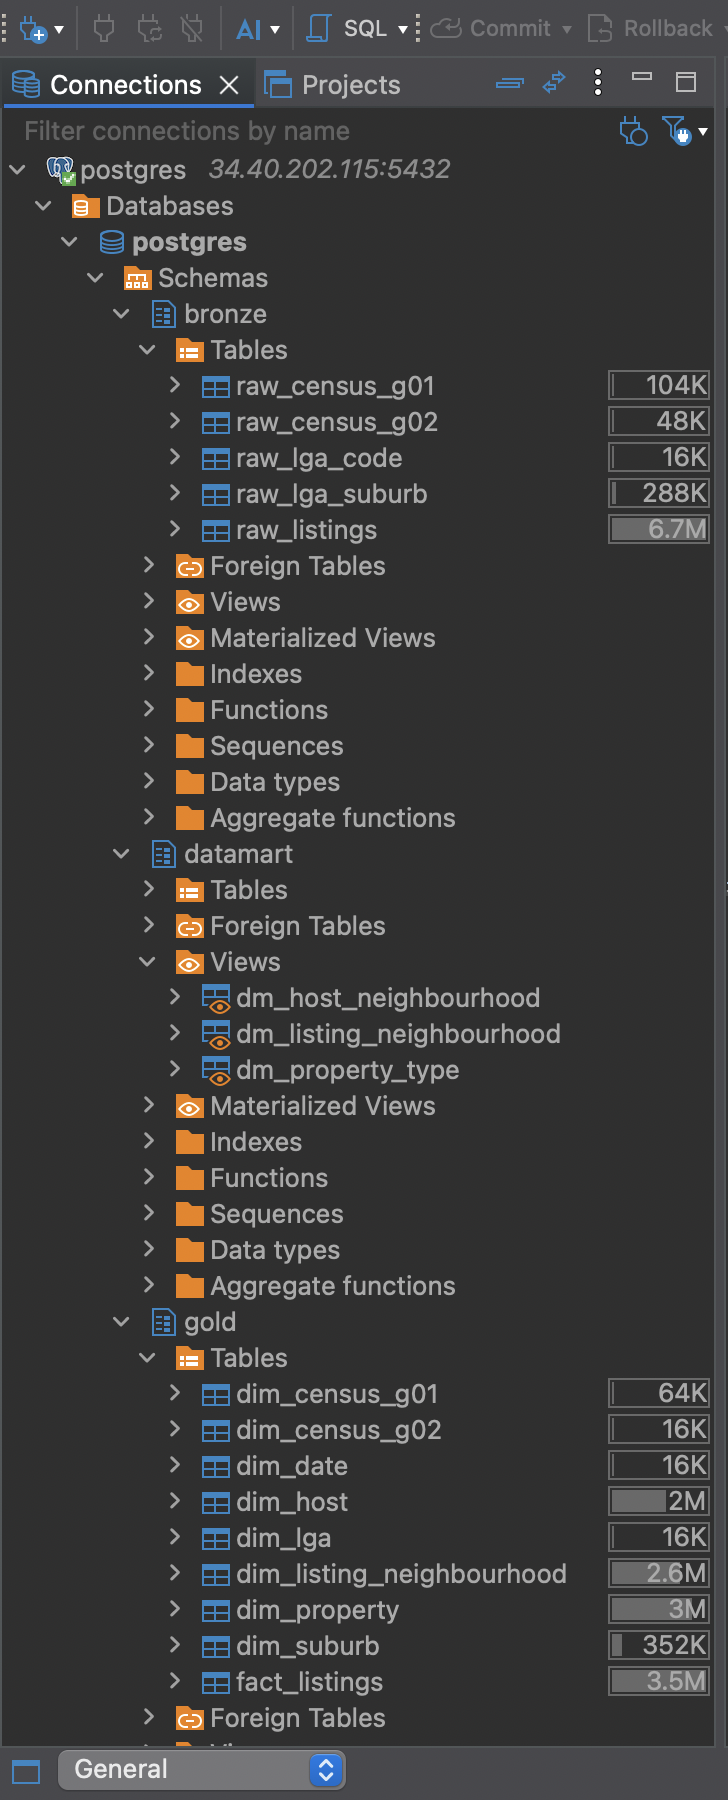 AI SQL Commit Rollback
Connections Projects
Filter connections by name
postgres 34.40.202.115:5432
Databases
postgres
Schemas
bronze
Tables
raw_census_g01 104K
raw_census_g02 48K
raw_lga_code 16K
raw_lga_suburb 288K
raw_listings 6.7M
Foreign Tables
Views
Materialized Views
Indexes
Functions
Sequences
Data types
Aggregate functions
datamart
Tables
Foreign Tables
Views
dm_host_neighbourhood
dm_listing_neighbourhood
dm_property_type
Materialized Views
Indexes
Functions
Sequences
Data types
Aggregate functions
gold
Tables
dim_census_g01 64K
dim_census_g02 16K
dim_date 16K
dim_host 2M
dim_lga 16K
dim_listing_neighbourhood 2.6M
dim_property 3M
dim_suburb 352K
fact_listings 3.5M
Foreign Tables
General